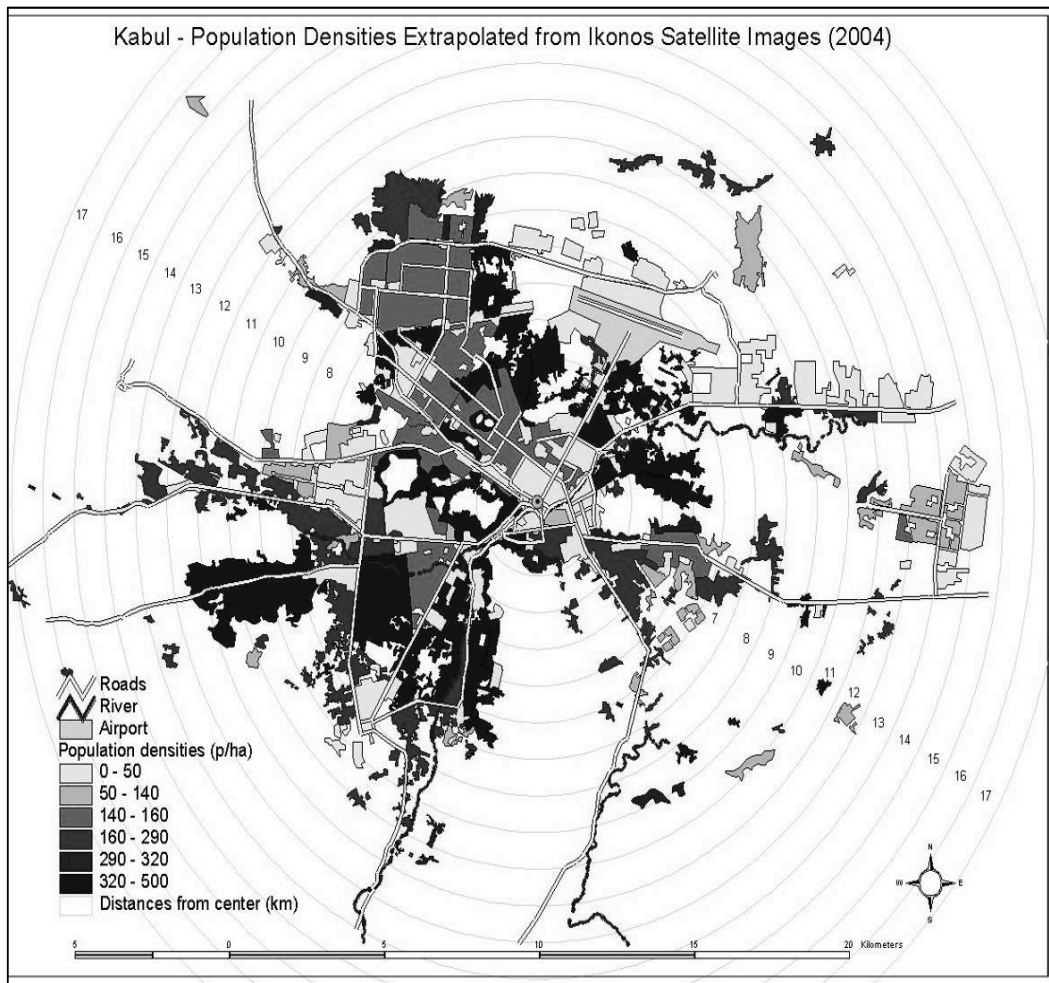 Kabul - Population Densities Extrapolated from Ikonos Satellite Images (2004)
17
16
15
14
13
12
11
10
9
8
7
8
9
10
11
12
13
14
15
16
17
Roads
River
Airport
Population densities (p/ha)
0 - 50
50 - 140
140 - 160
160 - 290
290 - 320
320 - 500
Distances from center (km)
N
W E
S
5 0 5 10 15 20 Kilometers